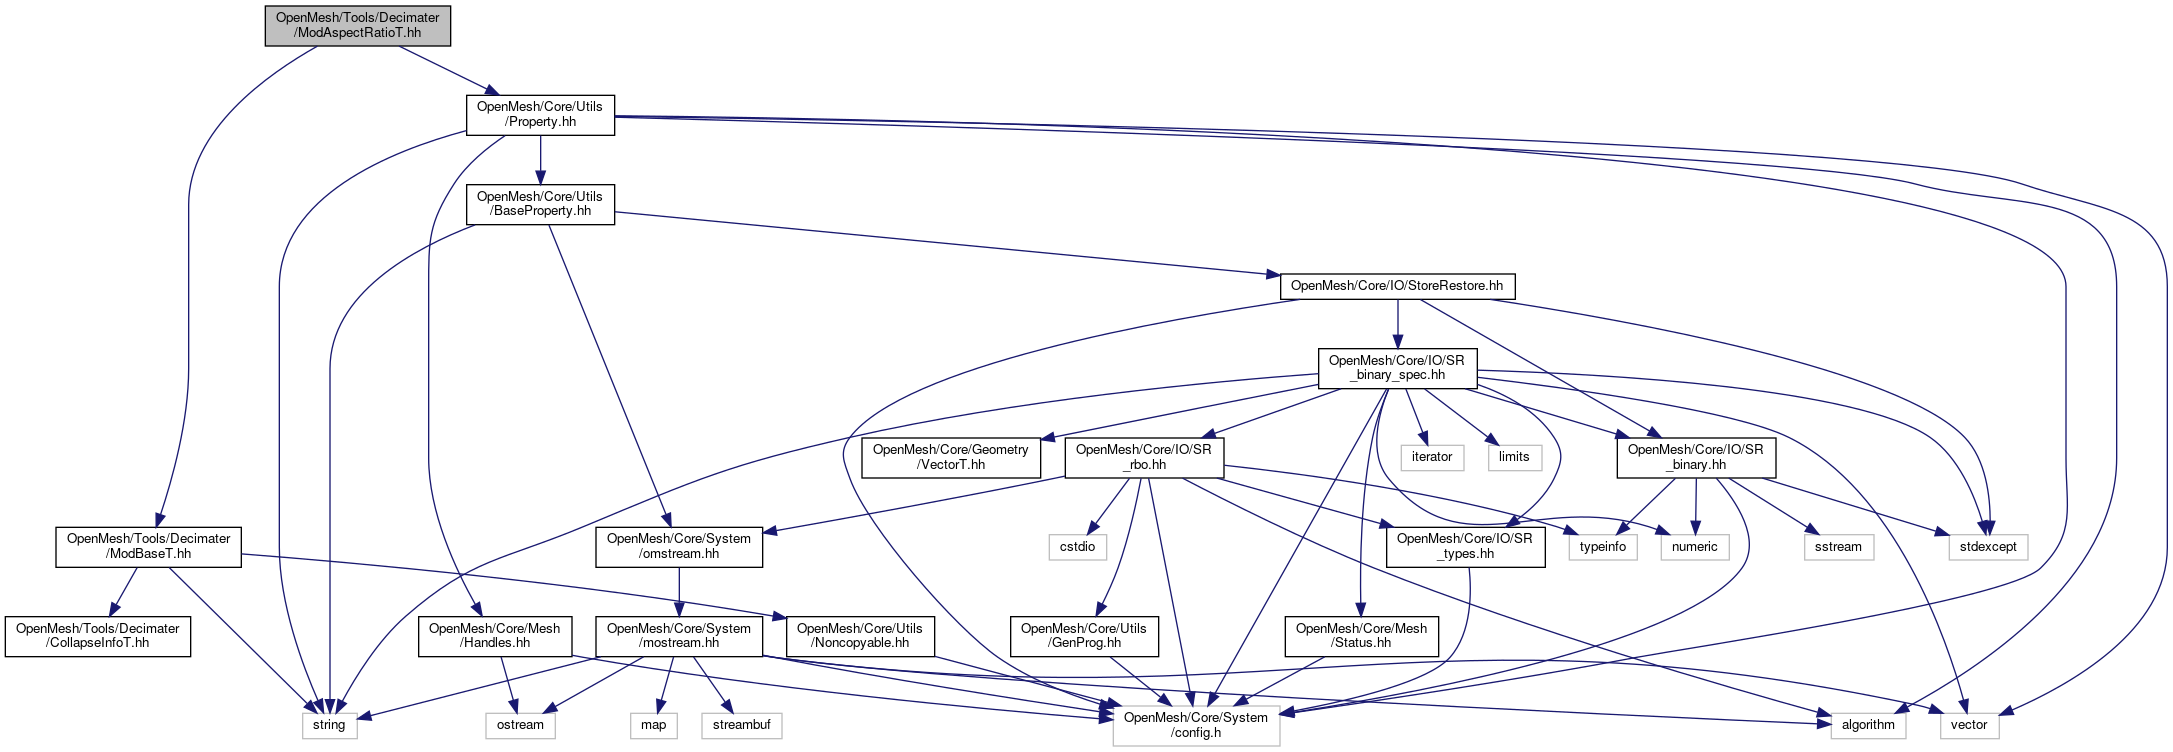 OpenMesh/Tools/Decimater
/ModAspectRatioT.hh
OpenMesh/Core/Utils
/Property.hh
OpenMesh/Core/Utils
/BaseProperty.hh
OpenMesh/Core/IO/StoreRestore.hh
OpenMesh/Core/IO/SR
_binary_spec.hh
OpenMesh/Core/Geometry
/VectorT.hh
OpenMesh/Core/IO/SR
_rbo.hh
iterator
limits
OpenMesh/Core/IO/SR
_binary.hh
OpenMesh/Tools/Decimater
/ModBaseT.hh
OpenMesh/Core/System
/omstream.hh
cstdio
OpenMesh/Core/IO/SR
_types.hh
typeinfo
numeric
sstream
stdexcept
OpenMesh/Tools/Decimater
/CollapseInfoT.hh
OpenMesh/Core/Mesh
/Handles.hh
OpenMesh/Core/System
/mostream.hh
OpenMesh/Core/Utils
/Noncopyable.hh
OpenMesh/Core/Utils
/GenProg.hh
OpenMesh/Core/Mesh
/Status.hh
string
ostream
map
streambuf
OpenMesh/Core/System
/config.h
algorithm
vector